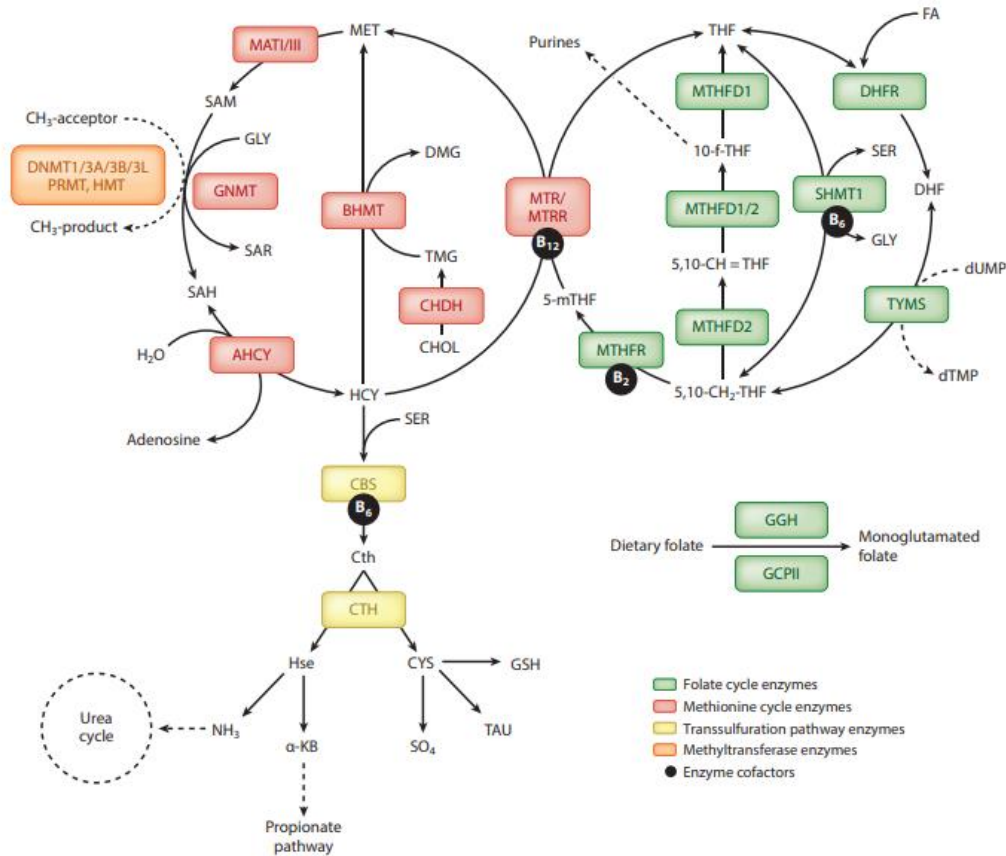 MET
THF
FA
MATI/III
Purines
SAM
MTHFD1
DHFR
CH₃-acceptor
GLY
DMG
10-f-THF
SER
DNMT1/3A/3B/3L
PRMT, HMT
GNMT
BHMT
MTR/
MTRR
B₁₂
MTHFD1/2
SHMT1
B₆
DHF
CH₃-product
SAR
TMG
GLY
5,10-CH = THF
dUMP
SAH
5-mTHF
CHDH
MTHFD2
TYMS
H₂O
AHCY
CHOL
MTHFR
B₂
dTMP
HCY
5,10-CH₂-THF
SER
Adenosine
CBS
B₆
GGH
Dietary folate
Monoglutamated
folate
Cth
GCPII
CTH
Hse
CYS
GSH
Folate cycle enzymes
Methionine cycle enzymes
Transsulfuration pathway enzymes
Methyltransferase enzymes
Enzyme cofactors
Urea
cycle
NH₃
α-KB
SO₄
TAU
Propionate
pathway